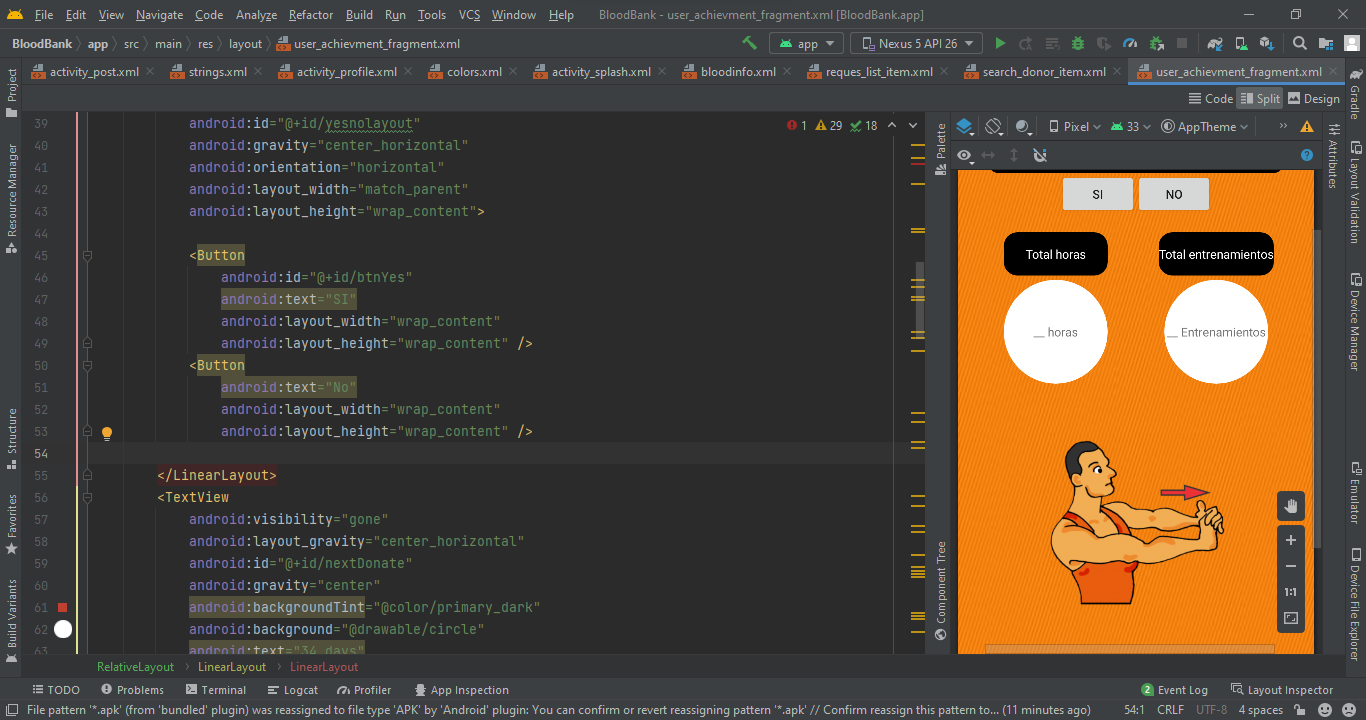 File Edit View Navigate Code Analyze Refactor Build Run Tools VCS Window Help BloodBank - user_achievment_fragment.xml [BloodBank.app]
BloodBank app src main res layout user_achievment_fragment.xml app Nexus 5 API 26
activity_post.xml strings.xml activity_profile.xml colors.xml activity_splash.xml bloodinfo.xml reques_list_item.xml search_donor_item.xml user_achievment_fragment.xml
Code Split Design
Project
Resource Manager
Structure
Favorites
Build Variants
39 android:id="@+id/yesnolayout"
40 android:gravity="center_horizontal"
41 android:orientation="horizontal"
42 android:layout_width="match_parent"
43 android:layout_height="wrap_content">
44
45 <Button
46 android:id="@+id/btnYes"
47 android:text="SI"
48 android:layout_width="wrap_content"
49 android:layout_height="wrap_content" />
50 <Button
51 android:text="No"
52 android:layout_width="wrap_content"
53 android:layout_height="wrap_content" />
54
55 </LinearLayout>
56 <TextView
57 android:visibility="gone"
58 android:layout_gravity="center_horizontal"
59 android:id="@+id/nextDonate"
60 android:gravity="center"
61 android:backgroundTint="@color/primary_dark"
62 android:background="@drawable/circle"
63 android:text="34 days"
1 29 18
Palette
Component Tree
Pixel 33 AppTheme
SI NO
Total horas Total entrenamientos
__ horas __ Entrenamientos
1:1
Attributes
Gradle
Layout Validation
Device Manager
Emulator
Device File Explorer
RelativeLayout LinearLayout LinearLayout
TODO Problems Terminal Logcat Profiler App Inspection 2 Event Log Layout Inspector
File pattern '*.apk' (from 'bundled' plugin) was reassigned to file type 'APK' by 'Android' plugin: You can confirm or revert reassigning pattern '*.apk' // Confirm reassign this pattern to... (11 minutes ago) 54:1 CRLF UTF-8 4 spaces